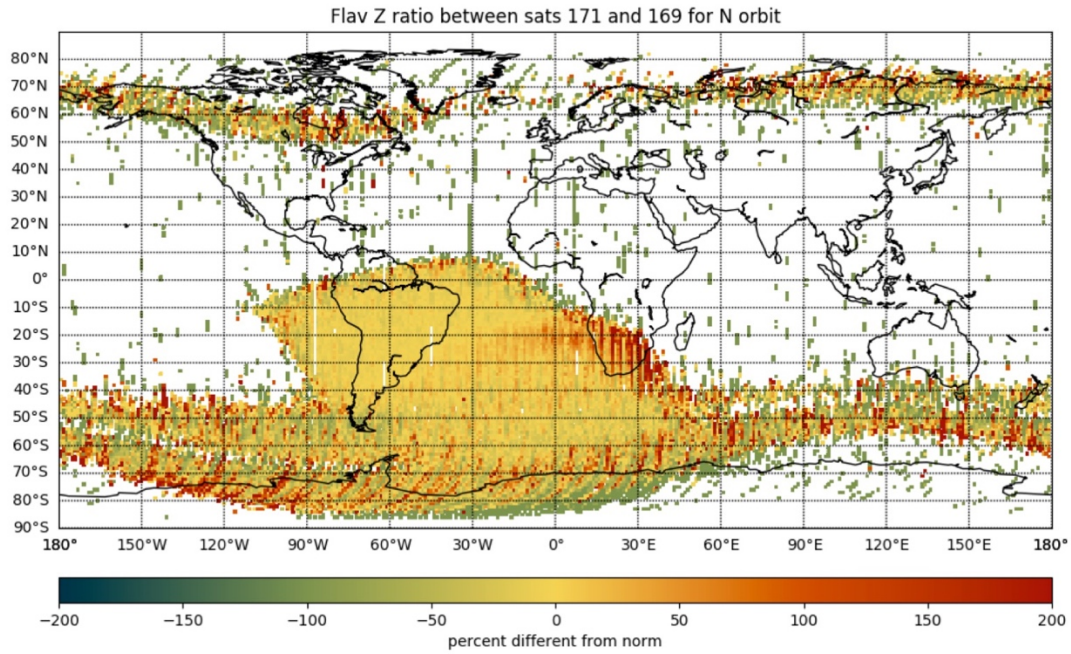 Flav Z ratio between sats 171 and 169 for N orbit
80°N
70°N
60°N
50°N
40°N
30°N
20°N
10°N
0°
10°S
20°S
30°S
40°S
50°S
60°S
70°S
80°S
90°S
180° 150°W 120°W 90°W 60°W 30°W 0° 30°E 60°E 90°E 120°E 150°E 180°
−200 −150 −100 −50 0 50 100 150 200
percent different from norm